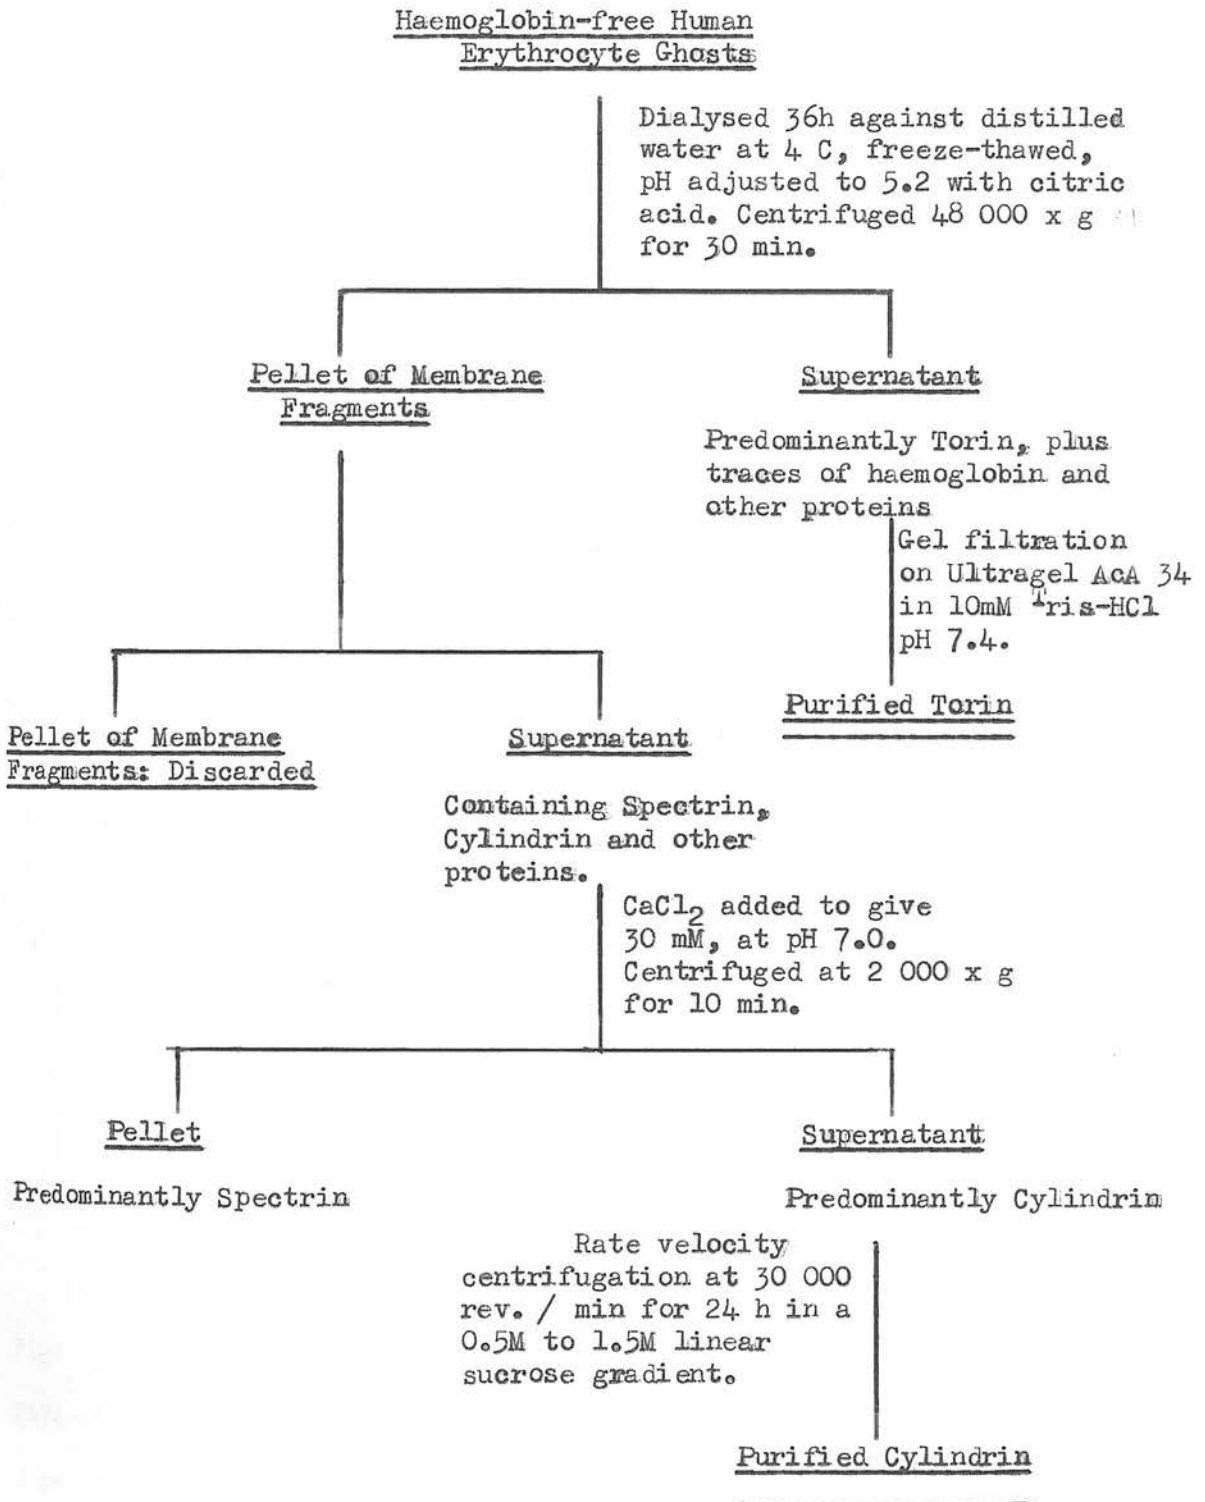 Haemoglobin-free Human
Erythrocyte Ghosts
Dialysed 36h against distilled
water at 4 C, freeze-thawed,
pH adjusted to 5.2 with citric
acid. Centrifuged 48 000 x g
for 30 min.
Pellet of Membrane
Fragments
Supernatant
Predominantly Torin, plus
traces of haemoglobin and
other proteins
Gel filtration
on Ultragel AcA 34
in 10mM Tris-HCl
pH 7.4.
Purified Torin
Pellet of Membrane
Fragments: Discarded
Supernatant
Containing Spectrin,
Cylindrin and other
proteins.
CaCl2 added to give
30 mM, at pH 7.0.
Centrifuged at 2 000 x g
for 10 min.
Pellet
Predominantly Spectrin
Supernatant
Predominantly Cylindrin
Rate velocity
centrifugation at 30 000
rev. / min for 24 h in a
0.5M to 1.5M linear
sucrose gradient.
Purified Cylindrin